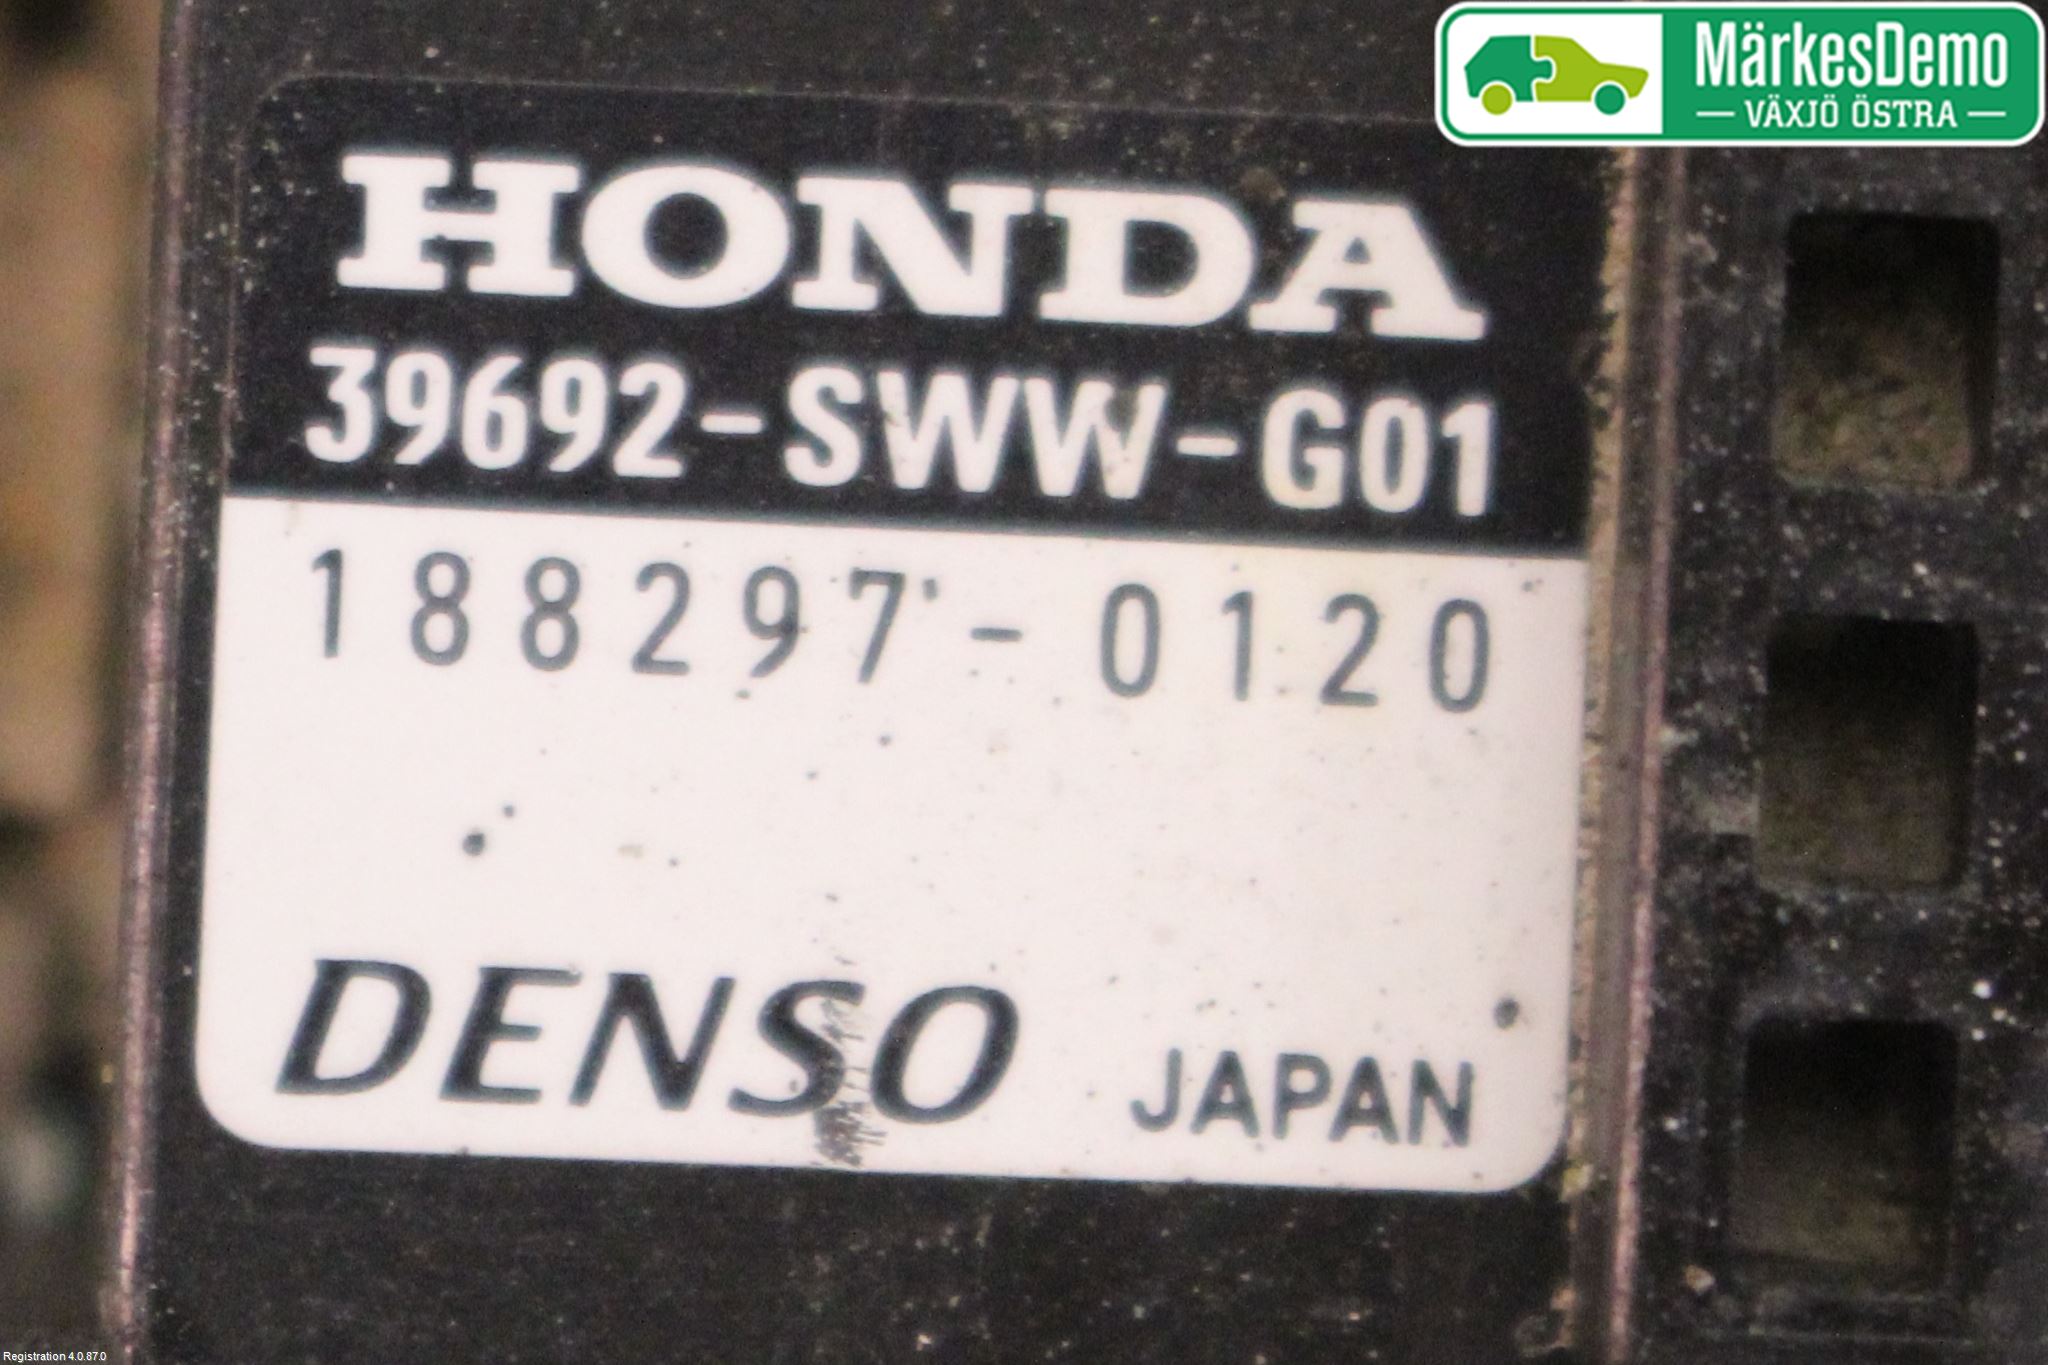 MärkesDemo
— VÄXJÖ ÖSTRA —
HONDA
39692-SWW-G01
188297-0120
DENSO JAPAN
Registration 4.0.87.0